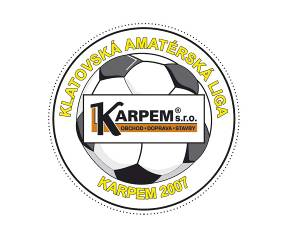 KLATOVSKÁ AMATÉRSKÁ LIGA
KARPEM®
s.r.o.
OBCHOD • DOPRAVA • STAVBY
KARPEM 2007